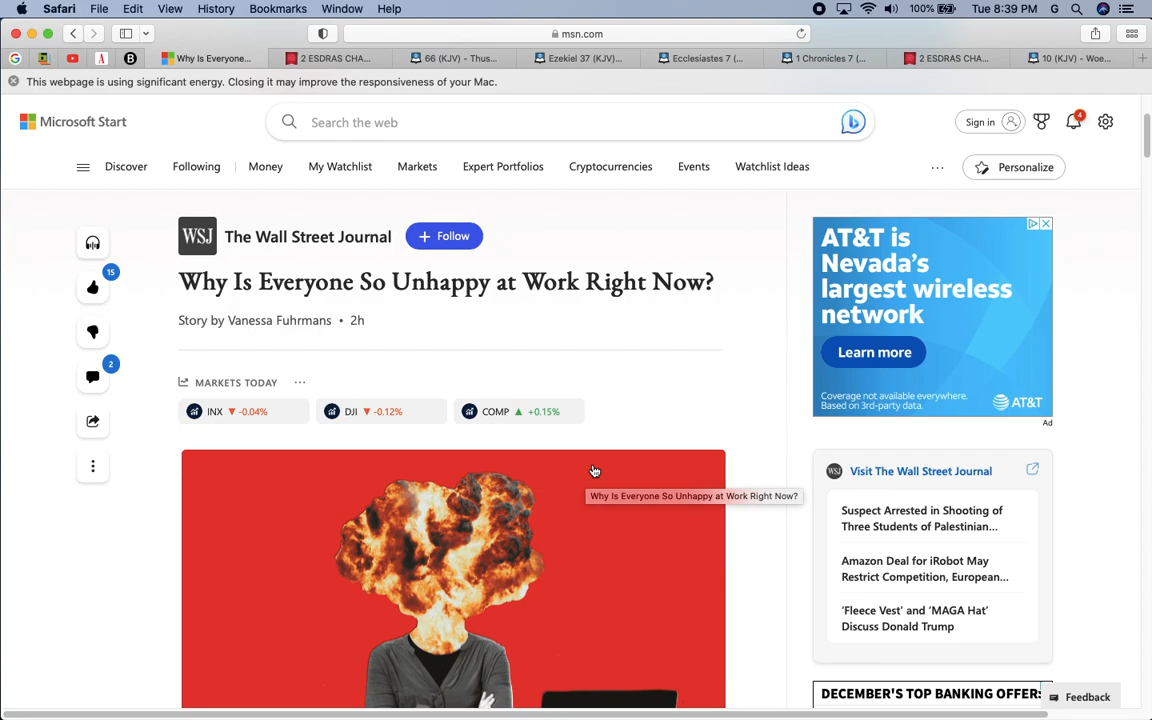 Safari File Edit View History Bookmarks Window Help 100% Tue 8:39 PM G
msn.com
Why Is Everyone... 2 ESDRAS CHA... 66 (KJV) - Thus... Ezekiel 37 (KJV)... Ecclesiastes 7 (... 1 Chronicles 7 (... 2 ESDRAS CHA... 10 (KJV) - Woe...
This webpage is using significant energy. Closing it may improve the responsiveness of your Mac.
Microsoft Start Search the web Sign in 4
Discover Following Money My Watchlist Markets Expert Portfolios Cryptocurrencies Events Watchlist Ideas ... Personalize
WSJ The Wall Street Journal + Follow
Why Is Everyone So Unhappy at Work Right Now?
Story by Vanessa Fuhrmans • 2h
15
2
MARKETS TODAY ...
INX ▼ -0.04% DJI ▼ -0.12% COMP ▲ +0.15%
Why Is Everyone So Unhappy at Work Right Now?
AT&T is
Nevada's
largest wireless
network
Learn more
Coverage not available everywhere.
Based on 3rd-party data.
AT&T
Ad
WSJ Visit The Wall Street Journal
Suspect Arrested in Shooting of
Three Students of Palestinian...
Amazon Deal for iRobot May
Restrict Competition, European...
'Fleece Vest' and 'MAGA Hat'
Discuss Donald Trump
DECEMBER'S TOP BANKING OFFERS
Feedback